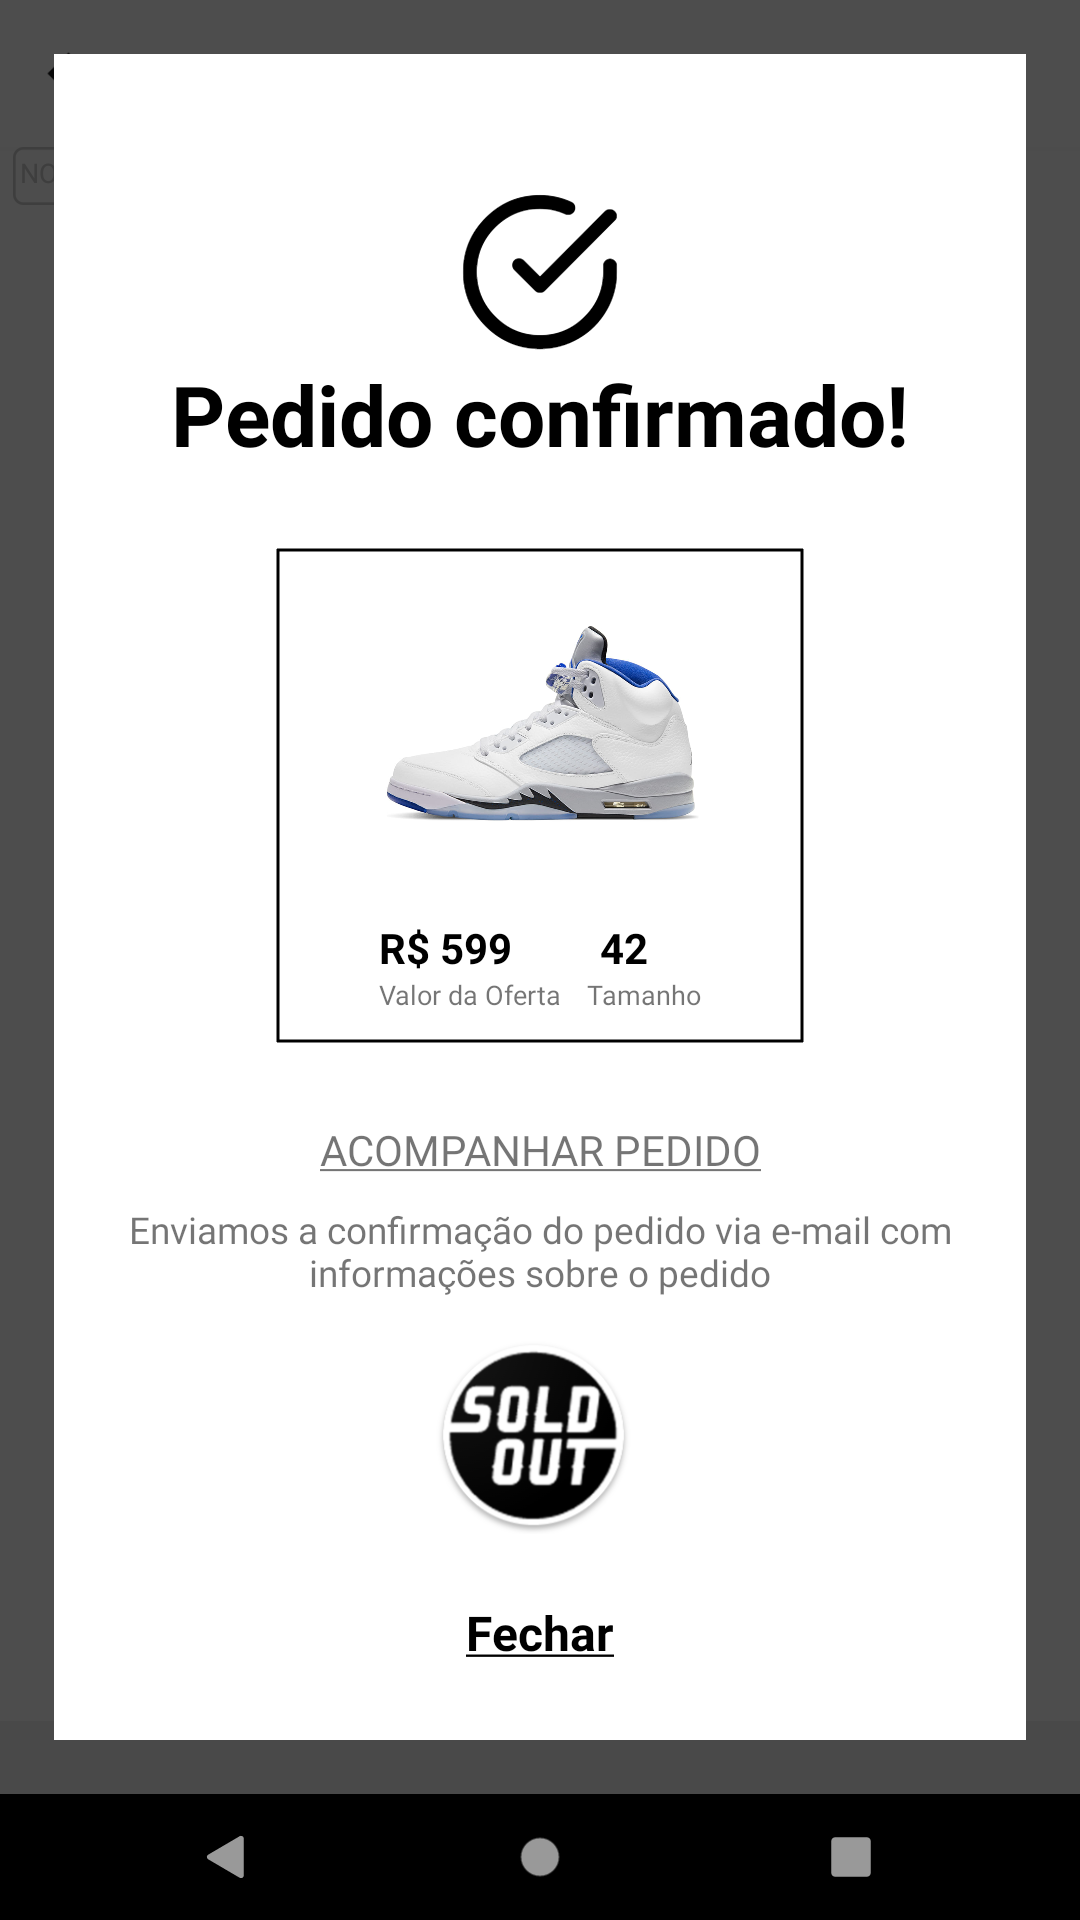 NO
Pedido confirmado!
R$ 599 42
Valor da Oferta Tamanho
ACOMPANHAR PEDIDO
Enviamos a confirmação do pedido via e-mail com
informações sobre o pedido
SOLD
OUT
Fechar